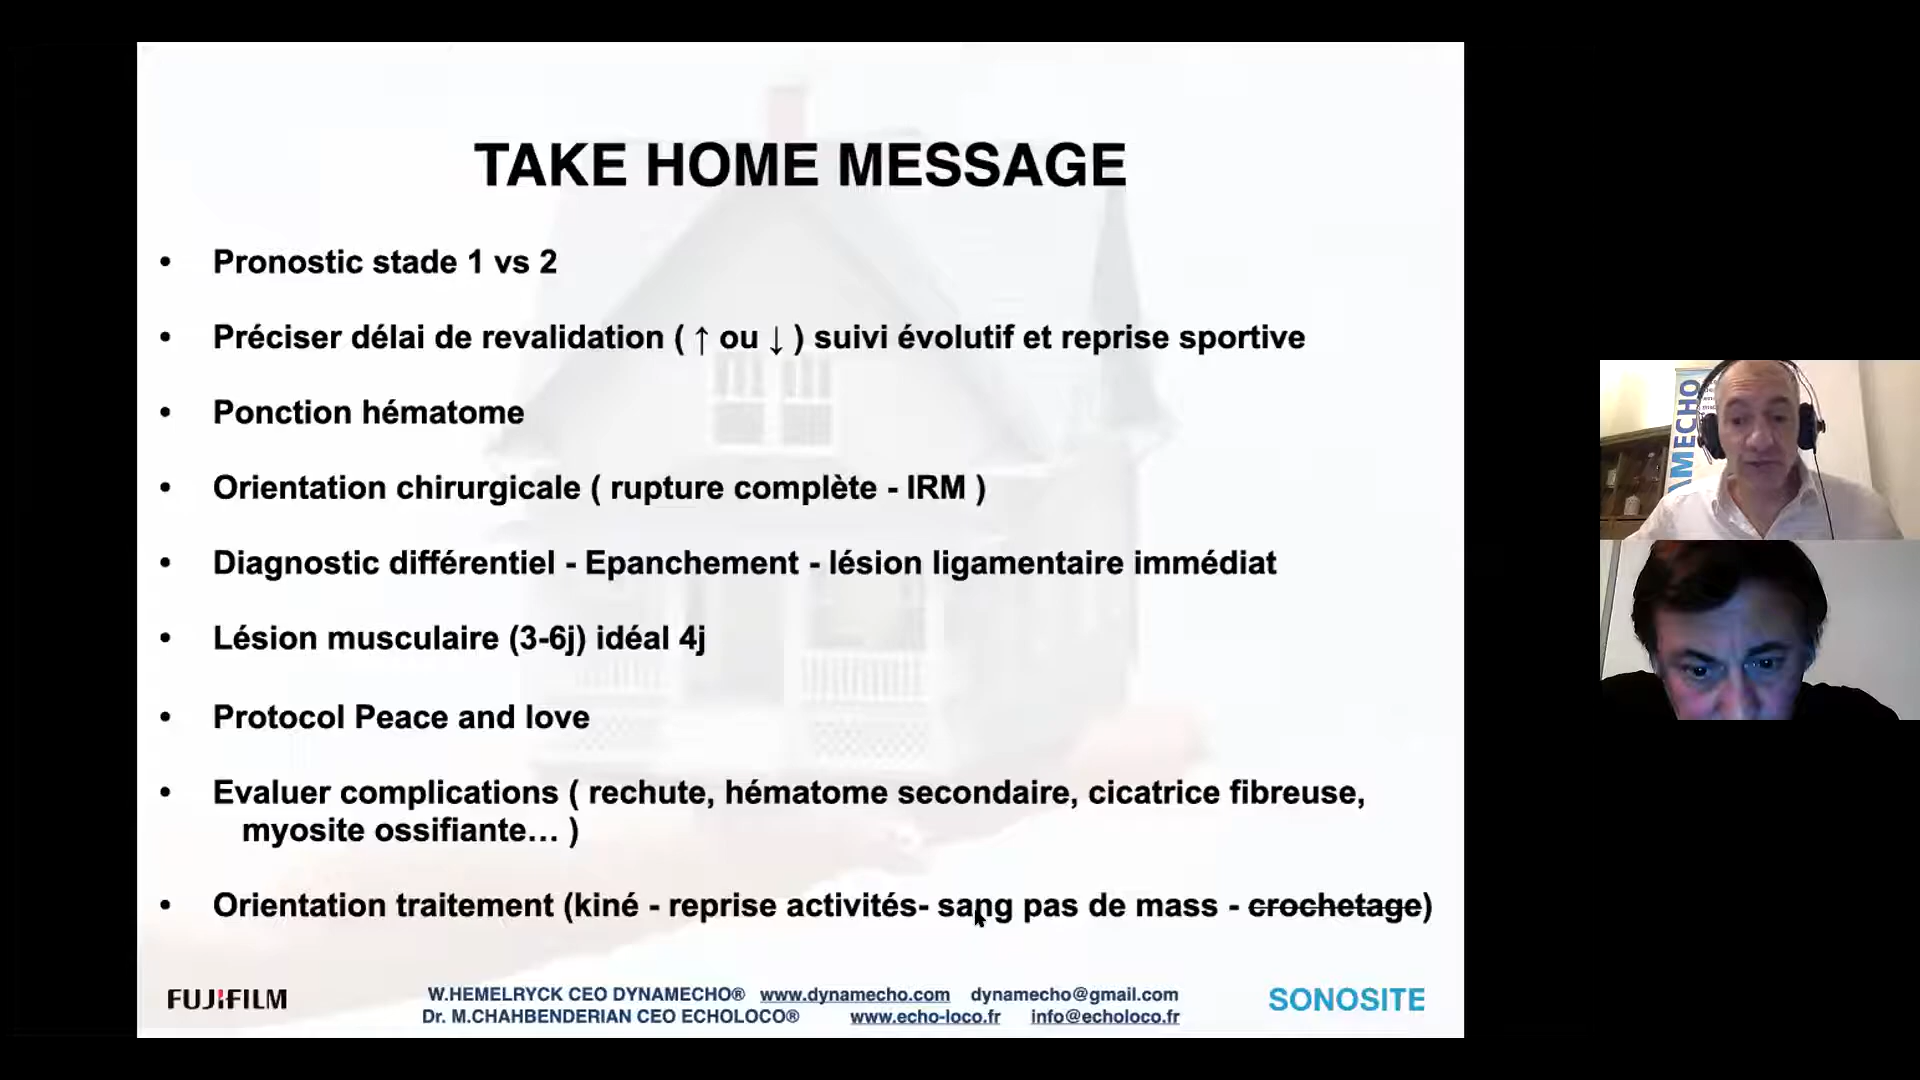 TAKE HOME MESSAGE
• Pronostic stade 1 vs 2
• Préciser délai de revalidation ( ↑ ou ↓ ) suivi évolutif et reprise sportive
• Ponction hématome
• Orientation chirurgicale ( rupture complète - IRM )
• Diagnostic différentiel - Epanchement - lésion ligamentaire immédiat
• Lésion musculaire (3-6j) idéal 4j
• Protocol Peace and love
• Evaluer complications ( rechute, hématome secondaire, cicatrice fibreuse,
myosite ossifiante… )
• Orientation traitement (kiné - reprise activités- sang pas de mass - crochetage)
FUJIFILM
W.HEMELRYCK CEO DYNAMECHO® www.dynamecho.com dynamecho@gmail.com
Dr. M.CHAHBENDERIAN CEO ECHOLOCO® www.echo-loco.fr info@echoloco.fr
SONOSITE